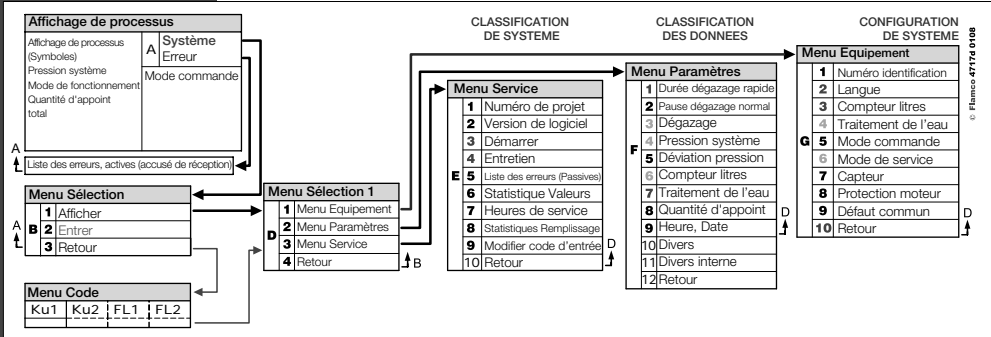 Affichage de processus
Affichage de processus
(Symboles)
Pression système
Mode de fonctionnement
Quantité d'appoint
total
A
Système
Erreur
Mode commande
A
Liste des erreurs, actives (accusé de réception)
Menu Sélection
A
B
1 Afficher
2 Entrer
3 Retour
Menu Code
Ku1 Ku2 FL1 FL2
Menu Sélection 1
D
1 Menu Equipement
2 Menu Paramètres
3 Menu Service
4 Retour
B
CLASSIFICATION
DE SYSTEME
Menu Service
E
1 Numéro de projet
2 Version de logiciel
3 Démarrer
4 Entretien
5 Liste des erreurs (Passives)
6 Statistique Valeurs
7 Heures de service
8 Statistiques Remplissage
9 Modifier code d'entrée
10 Retour
D
CLASSIFICATION
DES DONNEES
Menu Paramètres
F
1 Durée dégazage rapide
2 Pause dégazage normal
3 Dégazage
4 Pression système
5 Déviation pression
6 Compteur litres
7 Traitement de l'eau
8 Quantité d'appoint
9 Heure, Date
10 Divers
11 Divers interne
12 Retour
D
CONFIGURATION
DE SYSTEME
Menu Equipement
G
1 Numéro identification
2 Langue
3 Compteur litres
4 Traitement de l'eau
5 Mode commande
6 Mode de service
7 Capteur
8 Protection moteur
9 Défaut commun
10 Retour
D
© Flamco 4717d 0108